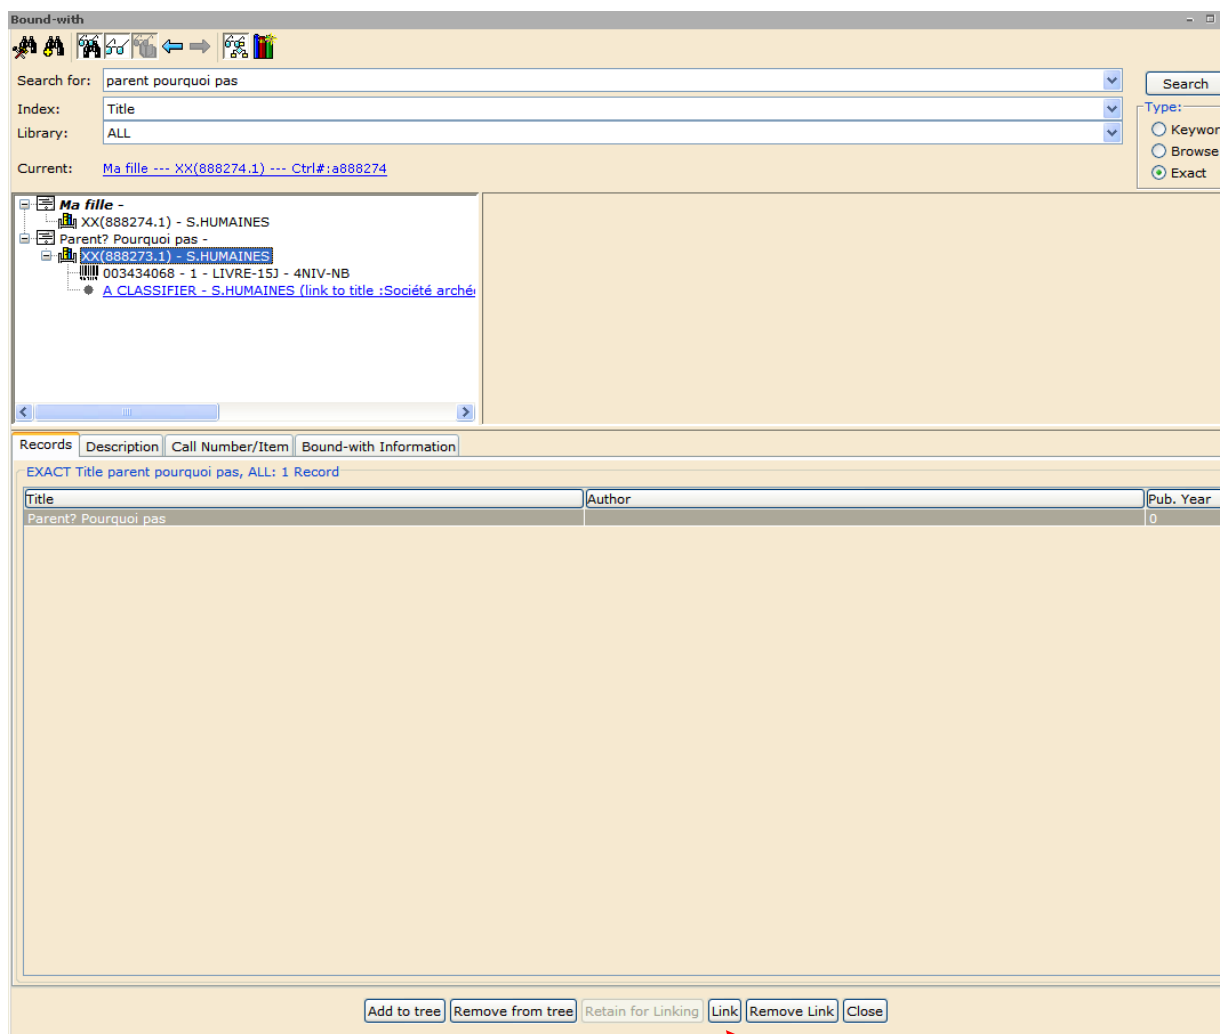 Bound-with
Search for: parent pourquoi pas
Search
Index: Title
Type:
Library: ALL
Keywor
Browse
Current: Ma fille --- XX(888274.1) --- Ctrl#:a888274
Exact
Ma fille -
XX(888274.1) - S.HUMAINES
Parent? Pourquoi pas -
XX(888273.1) - S.HUMAINES
003434068 - 1 - LIVRE-15J - 4NIV-NB
A CLASSIFIER - S.HUMAINES (link to title :Société arché
Records Description Call Number/Item Bound-with Information
EXACT Title parent pourquoi pas, ALL: 1 Record
Title Author Pub. Year
Parent? Pourquoi pas 0
Add to tree Remove from tree Retain for Linking Link Remove Link Close